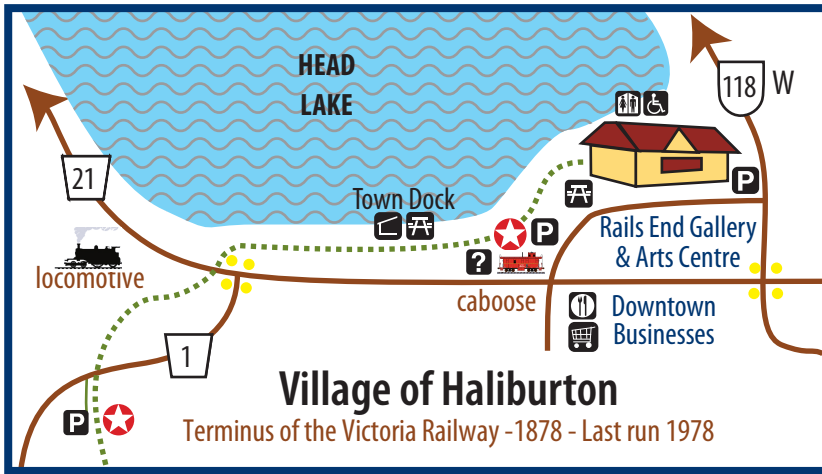 HEAD
LAKE
118
W
21
Town Dock
P
P
Rails End Gallery
& Arts Centre
locomotive
?
caboose
Downtown
Businesses
1
Village of Haliburton
P
Terminus of the Victoria Railway -1878 - Last run 1978